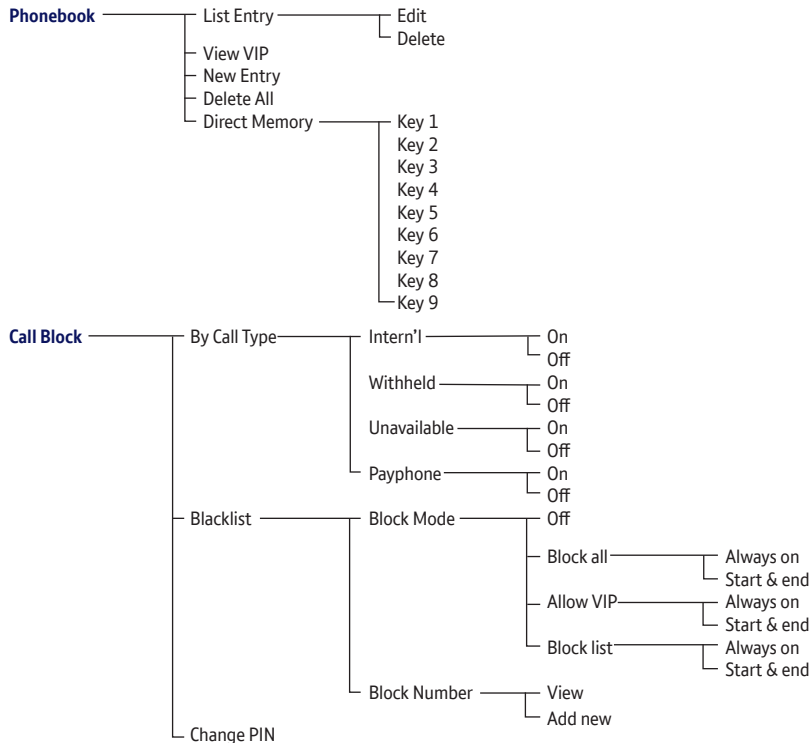 Phonebook List Entry Edit
Delete
View VIP
New Entry
Delete All
Direct Memory Key 1
Key 2
Key 3
Key 4
Key 5
Key 6
Key 7
Key 8
Key 9
Call Block By Call Type Intern'l On
Off
Withheld On
Off
Unavailable On
Off
Payphone On
Off
Blacklist Block Mode Off
Block all Always on
Start & end
Allow VIP Always on
Start & end
Block list Always on
Start & end
Block Number View
Add new
Change PIN